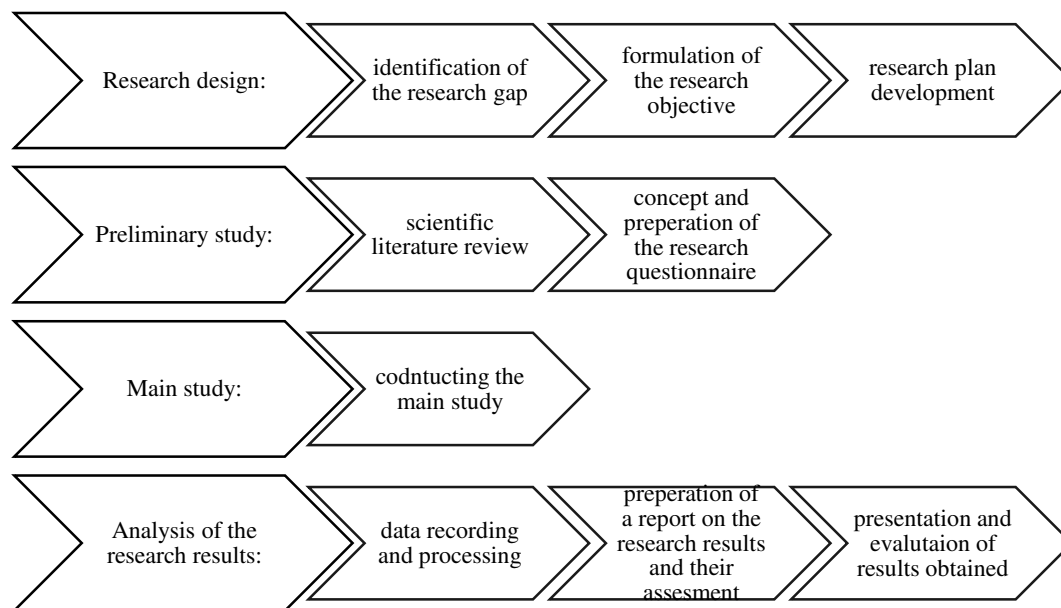 Research design:
identification of
the research gap
formulation of
the research
objective
research plan
development
Preliminary study:
scientific
literature review
concept and
preperation of
the research
questionnaire
Main study:
codntucting the
main study
Analysis of the
research results:
data recording
and processing
preperation of
a report on the
research results
and their
assesment
presentation and
evalutaion of
results obtained